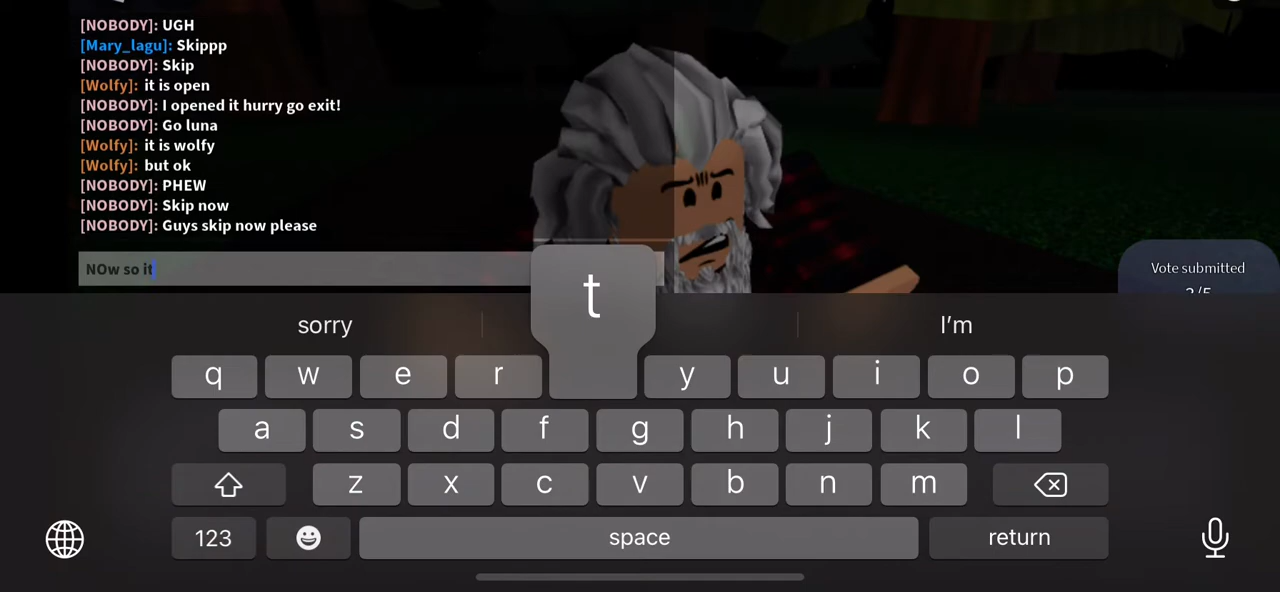 [NOBODY]: UGH
[Mary_lagu]: Skippp
[NOBODY]: Skip
[Wolfy]: it is open
[NOBODY]: I opened it hurry go exit!
[NOBODY]: Go luna
[Wolfy]: it is wolfy
[Wolfy]: but ok
[NOBODY]: PHEW
[NOBODY]: Skip now
[NOBODY]: Guys skip now please
NOw so it
Vote submitted
sorry I'm
t
q w e r y u i o p
a s d f g h j k l
z x c v b n m
123 space return